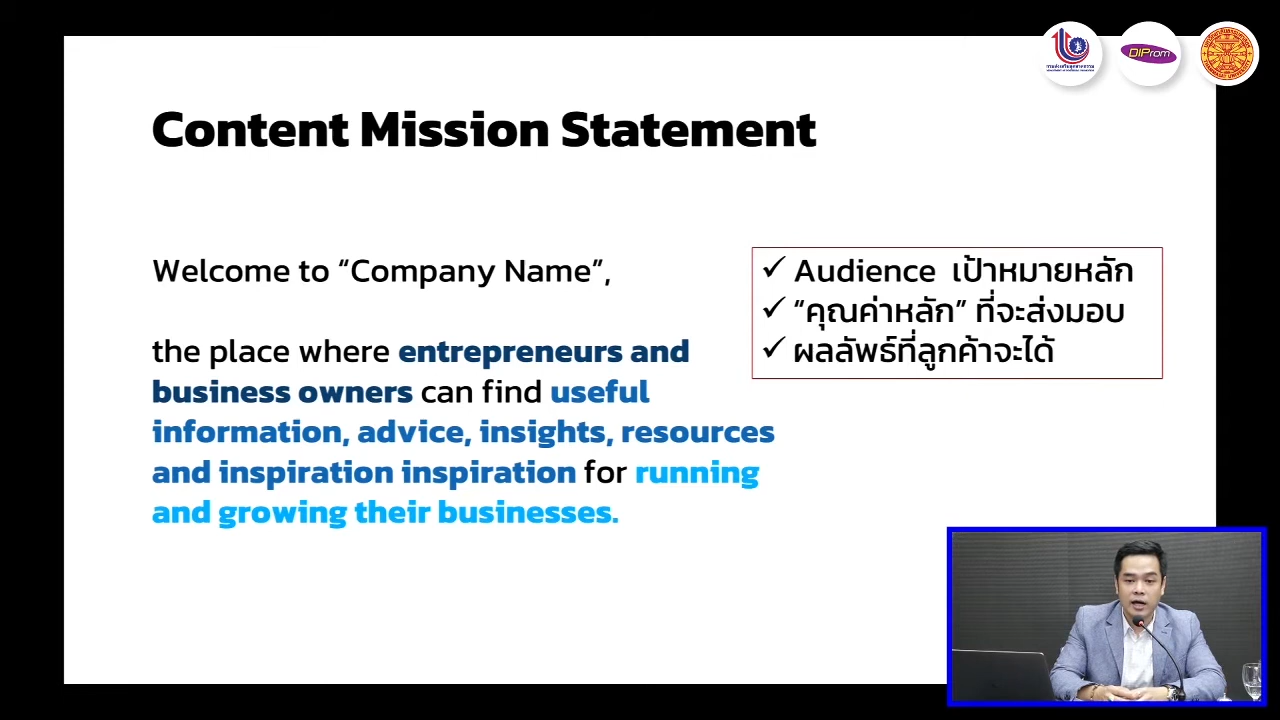 DIProm
Content Mission Statement
Welcome to “Company Name”,
the place where entrepreneurs and
business owners can find useful
information, advice, insights, resources
and inspiration inspiration for running
and growing their businesses.
✓ Audience เป้าหมายหลัก
✓ “คุณค่าหลัก” ที่จะส่งมอบ
✓ ผลลัพธ์ที่ลูกค้าจะได้